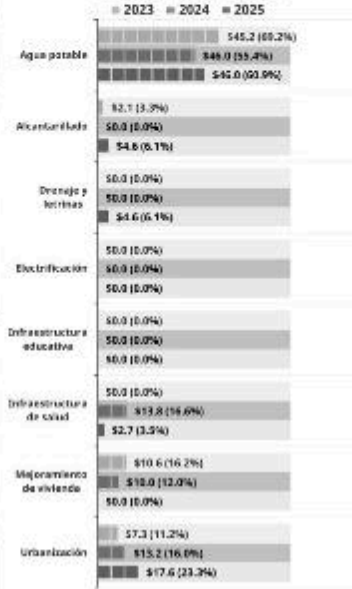 2023 2024 2025
Agua potable
$45.2 (69.2%)
$46.0 (55.4%)
$46.0 (60.9%)
Alcantarillado
$2.1 (3.3%)
$0.0 (0.0%)
$4.6 (6.1%)
Drenaje y
letrinas
$0.0 (0.0%)
$0.0 (0.0%)
$4.6 (6.1%)
Electrificación
$0.0 (0.0%)
$0.0 (0.0%)
$0.0 (0.0%)
Infraestructura
educativa
$0.0 (0.0%)
$0.0 (0.0%)
$0.0 (0.0%)
Infraestructura
de salud
$0.0 (0.0%)
$13.8 (16.6%)
$2.7 (3.5%)
Mejoramiento
de vivienda
$10.6 (16.2%)
$10.0 (12.0%)
$0.0 (0.0%)
Urbanización
$7.3 (11.2%)
$13.2 (16.0%)
$17.6 (23.3%)